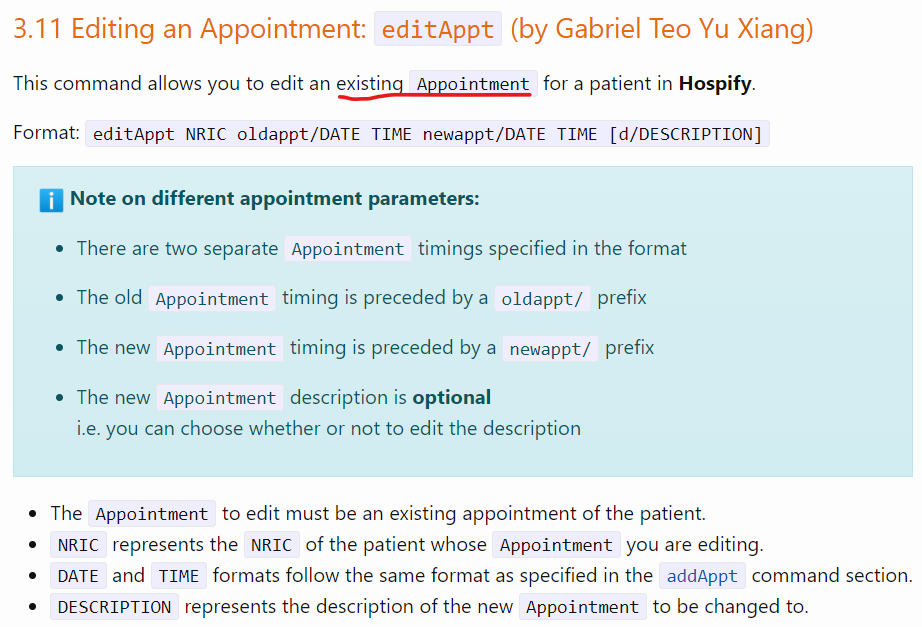 3.11 Editing an Appointment: editAppt (by Gabriel Teo Yu Xiang)
This command allows you to edit an existing Appointment for a patient in Hospify.
Format: editAppt NRIC oldappt/DATE TIME newappt/DATE TIME [d/DESCRIPTION]
Note on different appointment parameters:
• There are two separate Appointment timings specified in the format
• The old Appointment timing is preceded by a oldappt/ prefix
• The new Appointment timing is preceded by a newappt/ prefix
• The new Appointment description is optional
i.e. you can choose whether or not to edit the description
• The Appointment to edit must be an existing appointment of the patient.
• NRIC represents the NRIC of the patient whose Appointment you are editing.
• DATE and TIME formats follow the same format as specified in the addAppt command section.
• DESCRIPTION represents the description of the new Appointment to be changed to.